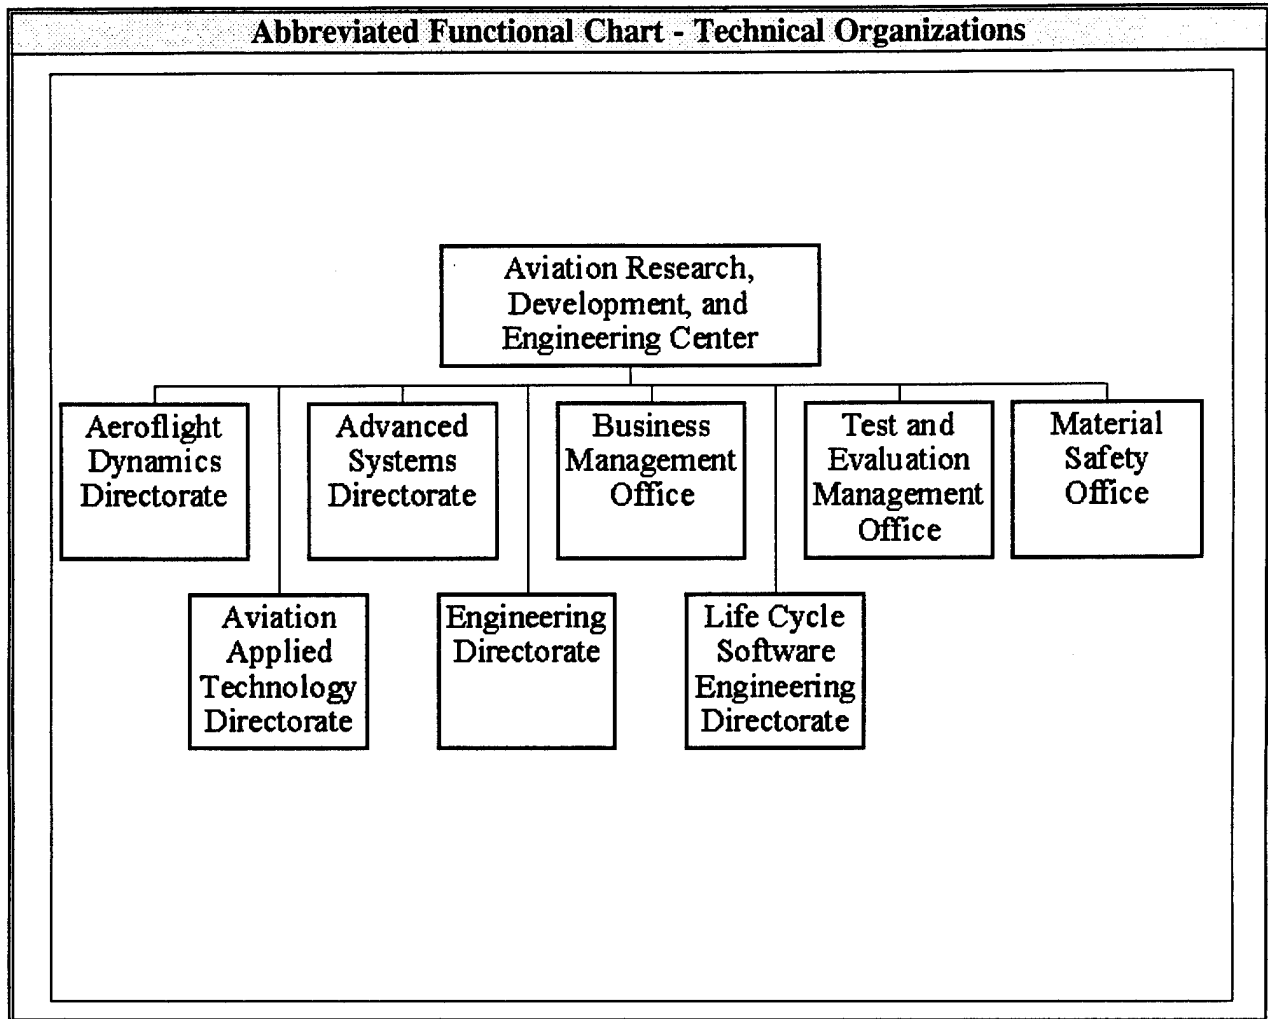 Abbreviated Functional Chart - Technical Organizations
Aviation Research,
Development, and
Engineering Center
Aeroflight
Dynamics
Directorate
Advanced
Systems
Directorate
Business
Management
Office
Test and
Evaluation
Management
Office
Material
Safety
Office
Aviation
Applied
Technology
Directorate
Engineering
Directorate
Life Cycle
Software
Engineering
Directorate